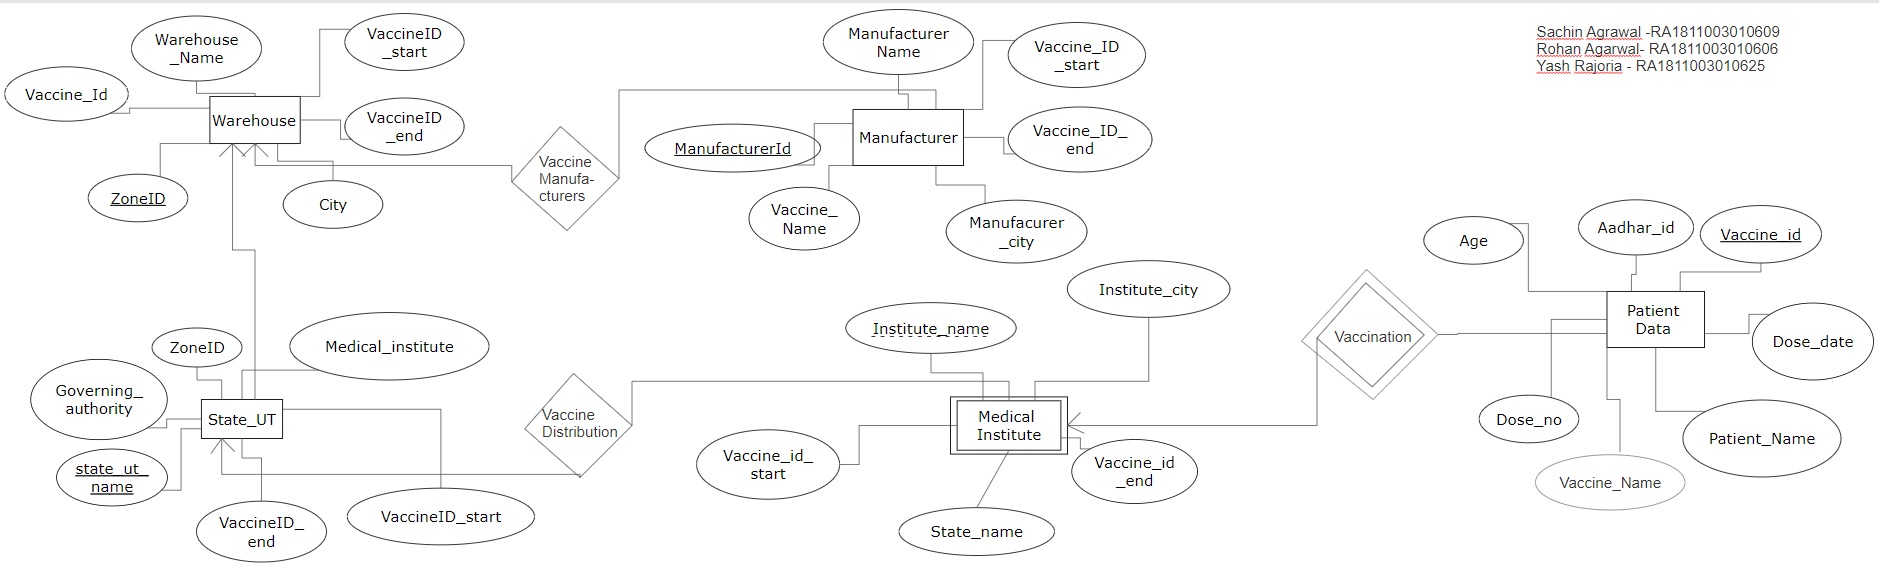 Sachin Agrawal -RA1811003010609
Rohan Agarwal- RA1811003010606
Yash Rajoria - RA1811003010625
Warehouse
_Name
VaccineID
_start
Vaccine_Id
Warehouse
VaccineID
_end
ZoneID
City
Vaccine
Manufa-
cturers
Manufacturer
Name
Vaccine_ID
_start
ManufacturerId
Manufacturer
Vaccine_ID_
end
Vaccine_
Name
Manufacurer
_city
Age
Aadhar_id
Vaccine_id
Patient
Data
Dose_date
Dose_no
Patient_Name
Vaccine_Name
Vaccination
Institute_city
Institute_name
Medical
Institute
Vaccine_id_
start
Vaccine_id
_end
State_name
Vaccine
Distribution
ZoneID
Medical_institute
Governing_
authority
State_UT
state_ut_
name
VaccineID_
end
VaccineID_start